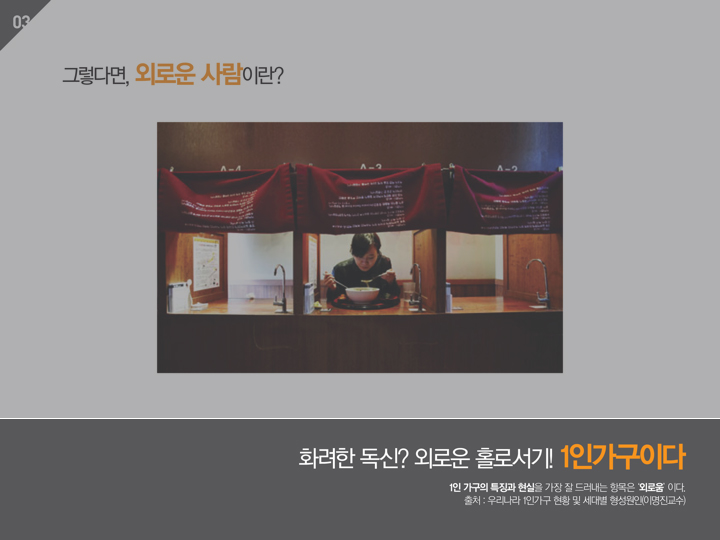 03
그렇다면, 외로운 사람이란?
A-4 A-3 A-2
화려한 독신? 외로운 홀로서기! 1인가구이다
1인 가구의 특징과 현실을 가장 잘 드러내는 항목은 '외로움' 이다.
출처 : 우리나라 1인가구 현황 및 세대별 형성원인(이명진교수)